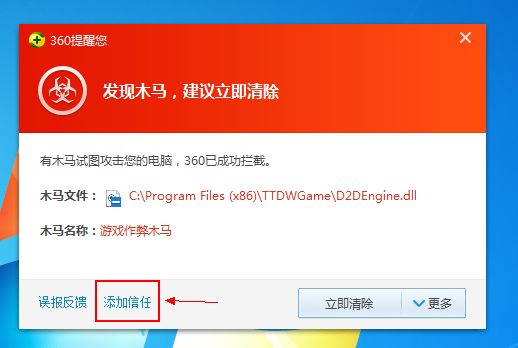 360提醒您
发现木马，建议立即清除
有木马试图攻击您的电脑，360已成功拦截。
木马文件： C:\Program Files (x86)\TTDWGame\D2DEngine.dll
木马名称：游戏作弊木马
误报反馈 添加信任 立即清除 更多